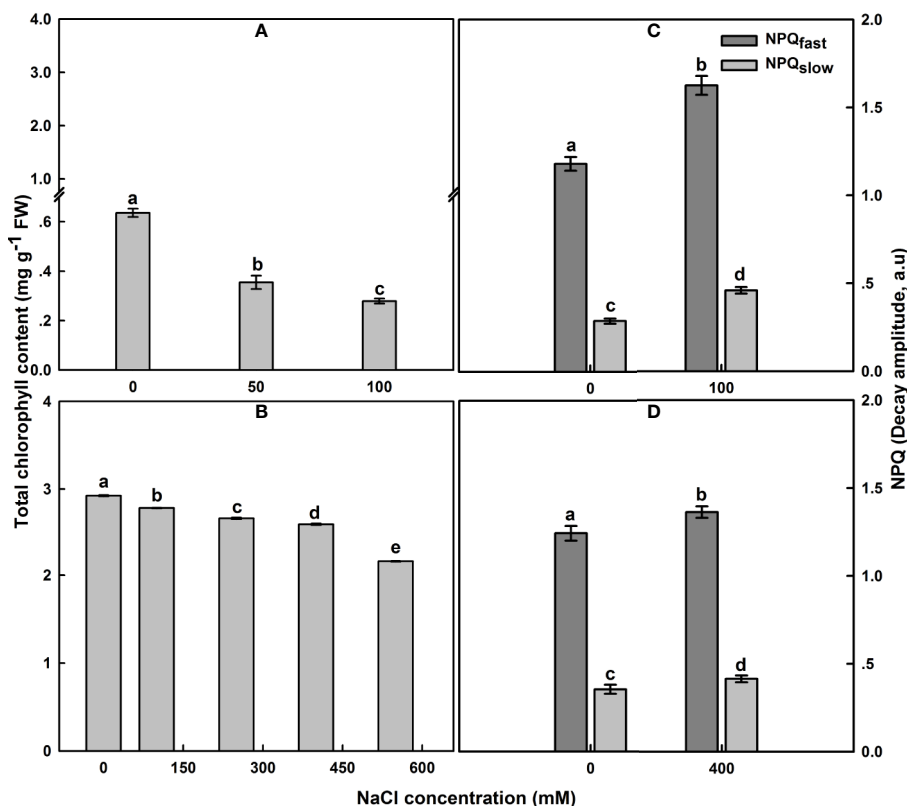 A
4.0
3.0
2.0
1.0
.6
.4
.2
0.0
a
b
c
0
50
100
C
NPQfast
NPQslow
2.0
1.5
1.0
.5
0.0
a
b
c
d
0
100
B
4
3
2
1
0
a
b
c
d
e
0
150
300
450
600
D
2.0
1.5
1.0
.5
0.0
a
b
c
d
0
400
Total chlorophyll content (mg g-1 FW)
NPQ (Decay amplitude, a.u)
NaCl concentration (mM)